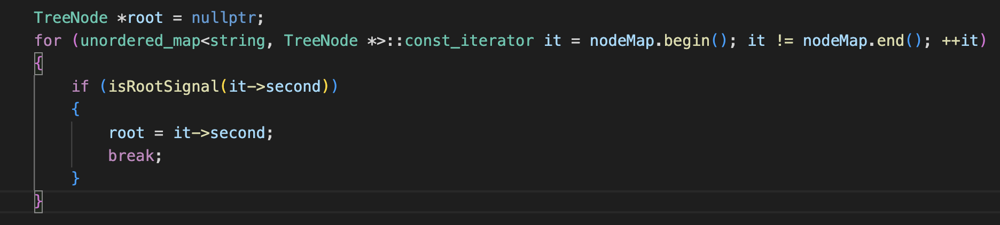 TreeNode *root = nullptr;
for (unordered_map<string, TreeNode *>::const_iterator it = nodeMap.begin(); it != nodeMap.end(); ++it)
{
    if (isRootSignal(it->second))
    {
        root = it->second;
        break;
    }
}